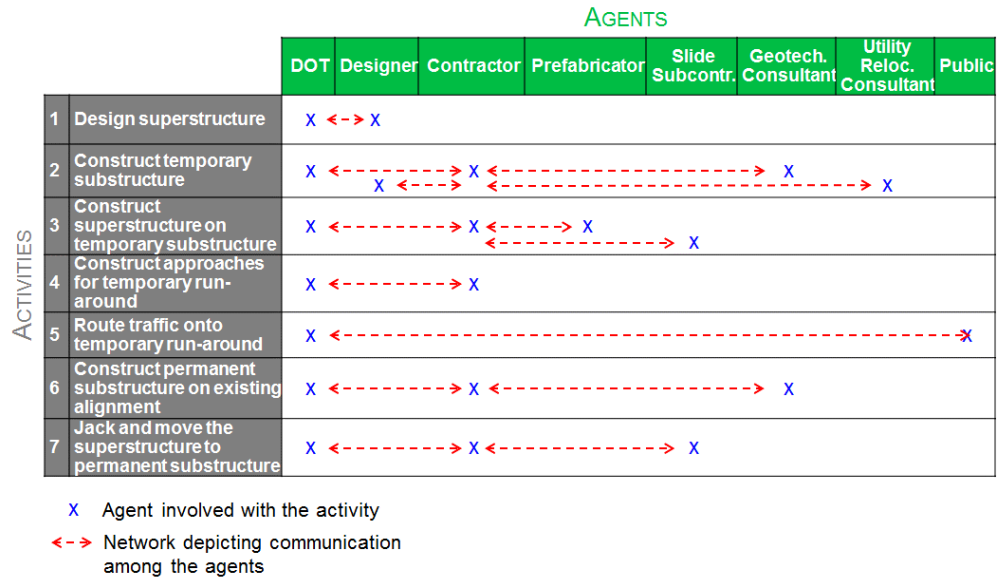 AGENTS
DOT Designer Contractor Prefabricator Slide Subcontr. Geotech. Consultant Utility Reloc. Consultant Public
ACTIVITIES
1 Design superstructure X X
2 Construct temporary
substructure
X X X
X X
3 Construct
superstructure on
temporary substructure
X X X
X
4 Construct approaches
for temporary run-
around
X X
5 Route traffic onto
temporary run-around
X X
6 Construct permanent
substructure on existing
alignment
X X X
7 Jack and move the
superstructure to
permanent substructure
X X X
X Agent involved with the activity
Network depicting communication
among the agents